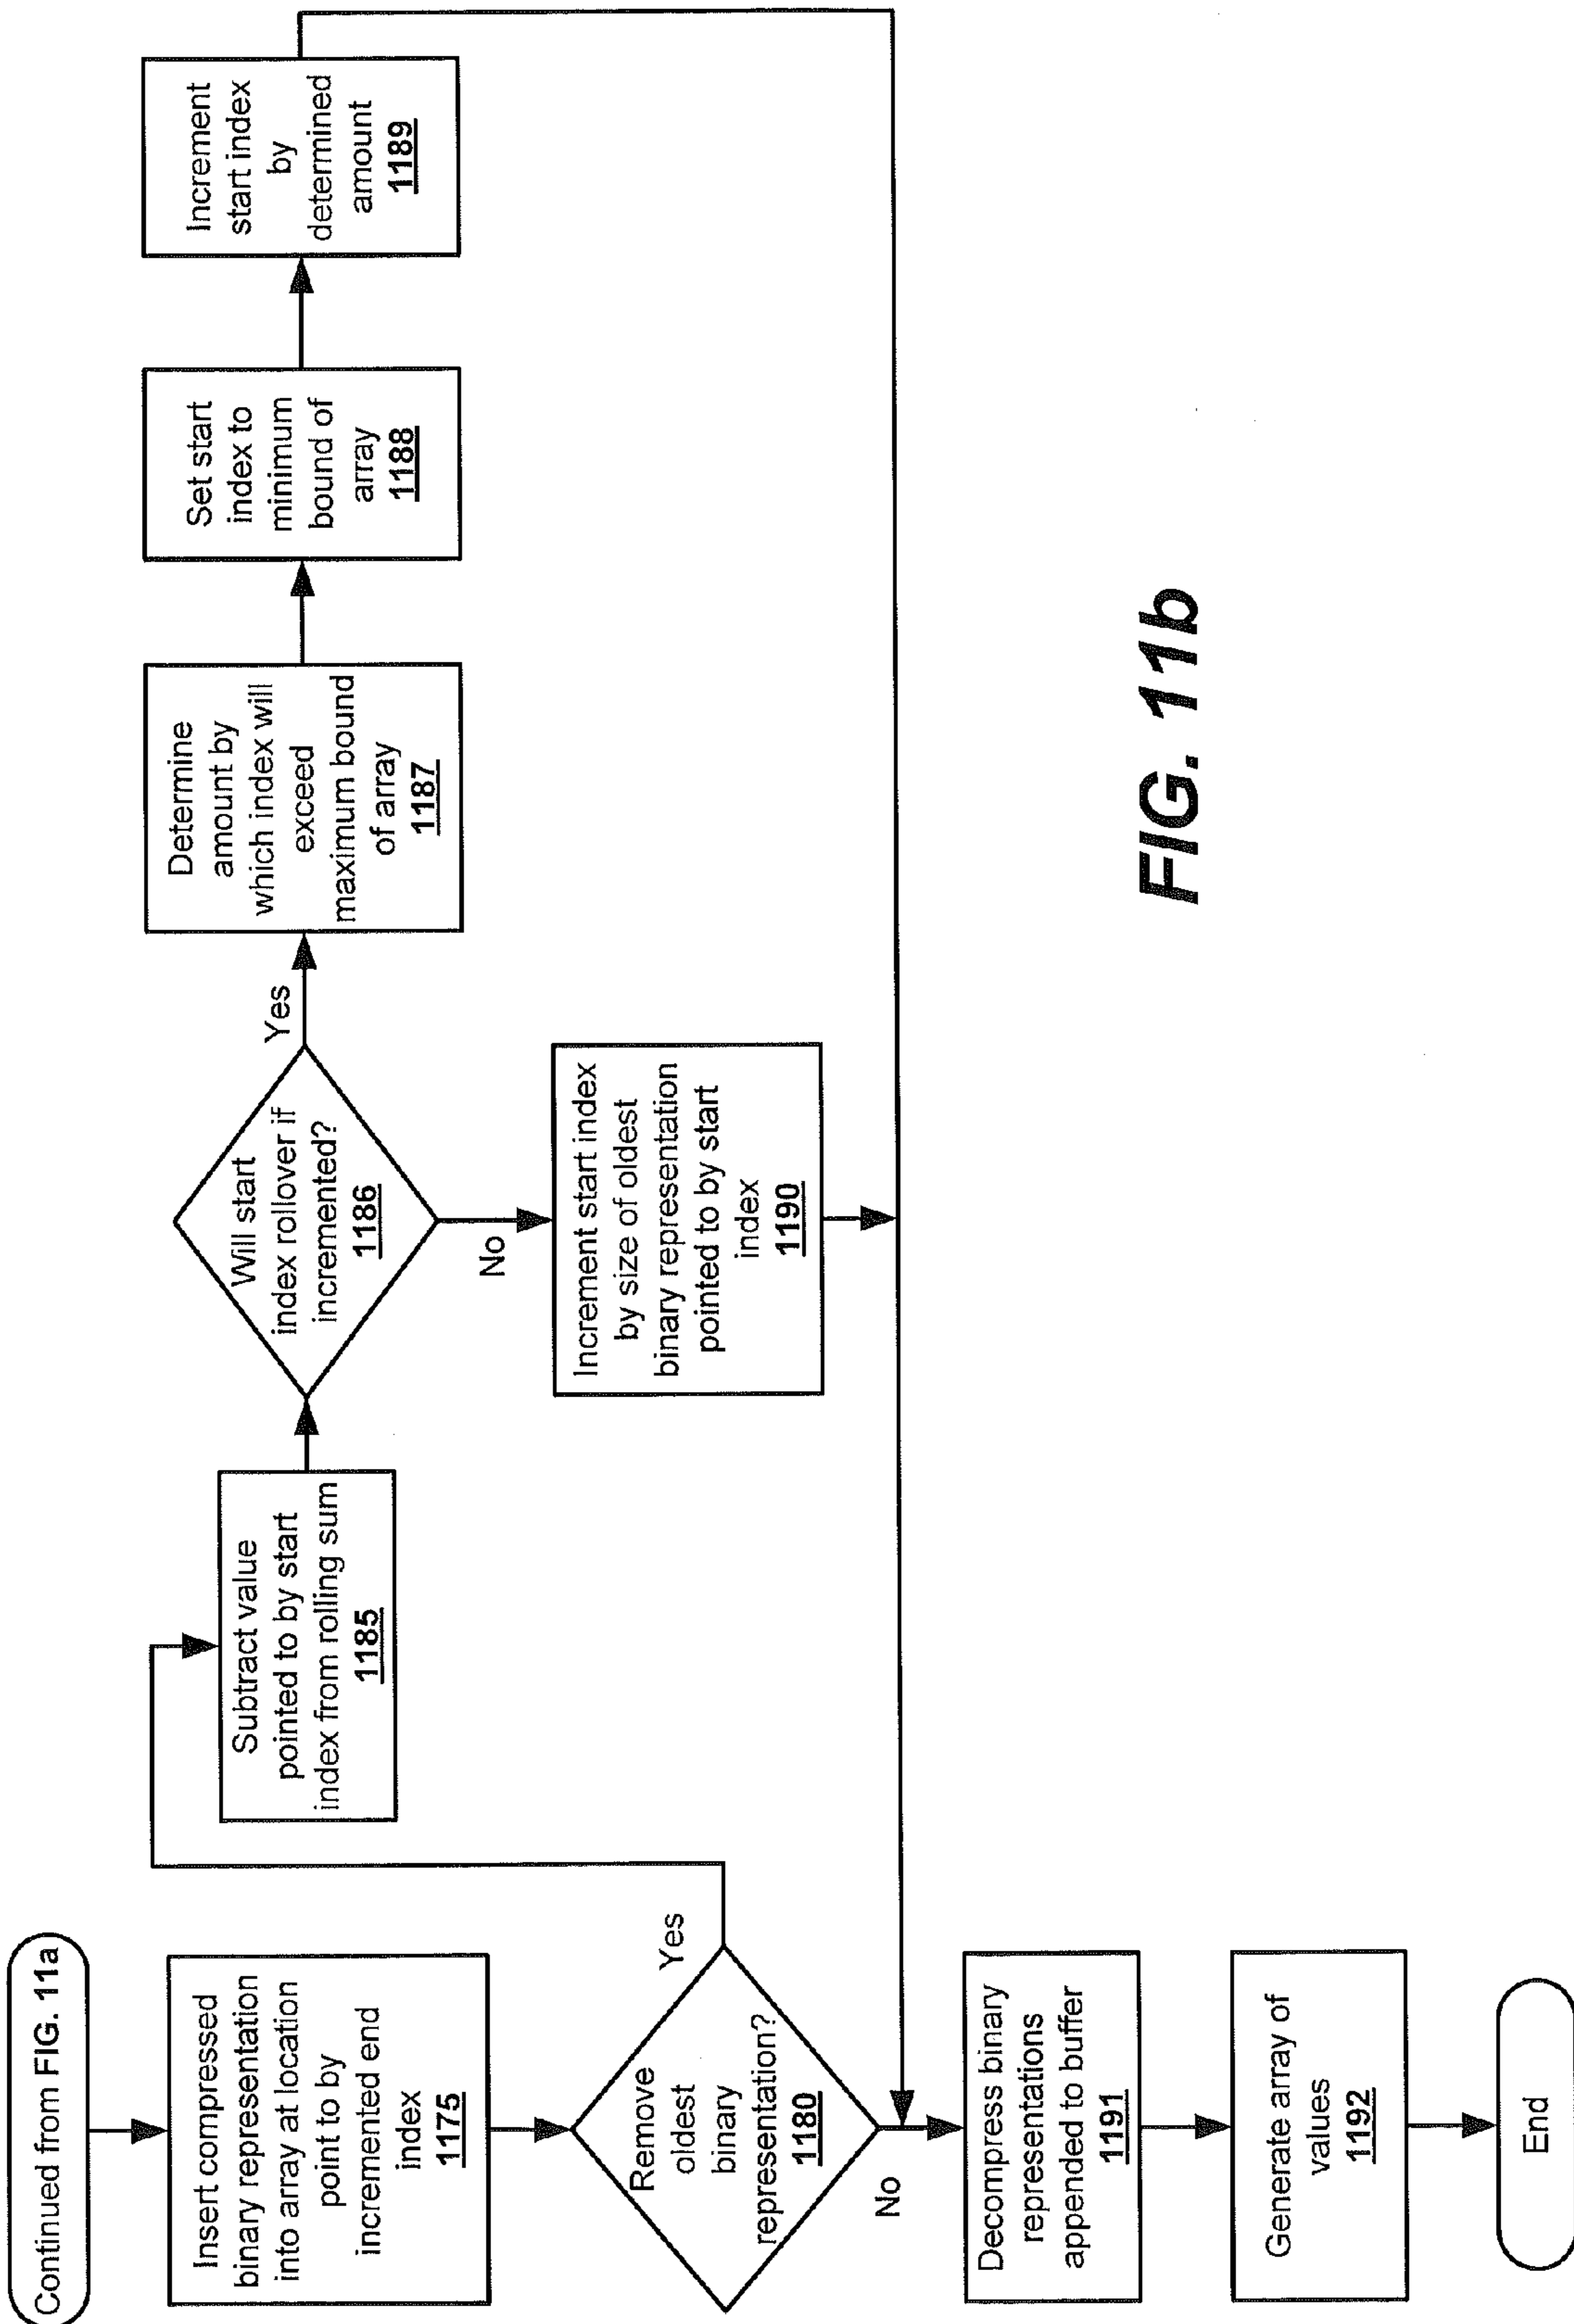 Continued from FIG. 11a
Insert compressed
binary representation
into array at location
point to by
incremented end
index
1175
Remove
oldest
binary
representation?
1180
Yes
No
Subtract value
pointed to by start
index from rolling sum
1185
Will start
index rollover if
incremented?
1186
Yes
No
Determine
amount by
which index will
exceed
maximum bound
of array
1187
Set start
index to
minimum
bound of
array
1188
Increment
start index
by
determined
amount
1189
Increment start index
by size of oldest
binary representation
pointed to by start
index
1190
Decompress binary
representations
appended to buffer
1191
Generate array of
values
1192
End
FIG. 11b